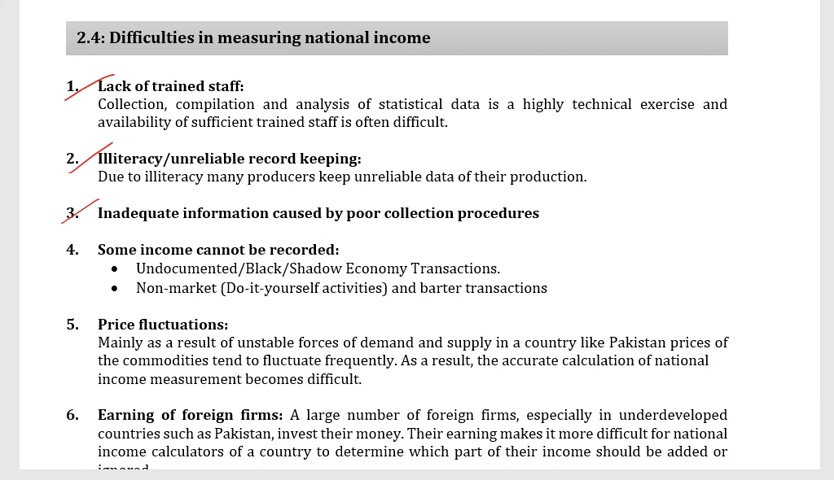 2.4: Difficulties in measuring national income
1. Lack of trained staff:
Collection, compilation and analysis of statistical data is a highly technical exercise and
availability of sufficient trained staff is often difficult.
2. Illiteracy/unreliable record keeping:
Due to illiteracy many producers keep unreliable data of their production.
3. Inadequate information caused by poor collection procedures
4. Some income cannot be recorded:
• Undocumented/Black/Shadow Economy Transactions.
• Non-market (Do-it-yourself activities) and barter transactions
5. Price fluctuations:
Mainly as a result of unstable forces of demand and supply in a country like Pakistan prices of
the commodities tend to fluctuate frequently. As a result, the accurate calculation of national
income measurement becomes difficult.
6. Earning of foreign firms: A large number of foreign firms, especially in underdeveloped
countries such as Pakistan, invest their money. Their earning makes it more difficult for national
income calculators of a country to determine which part of their income should be added or
ignored